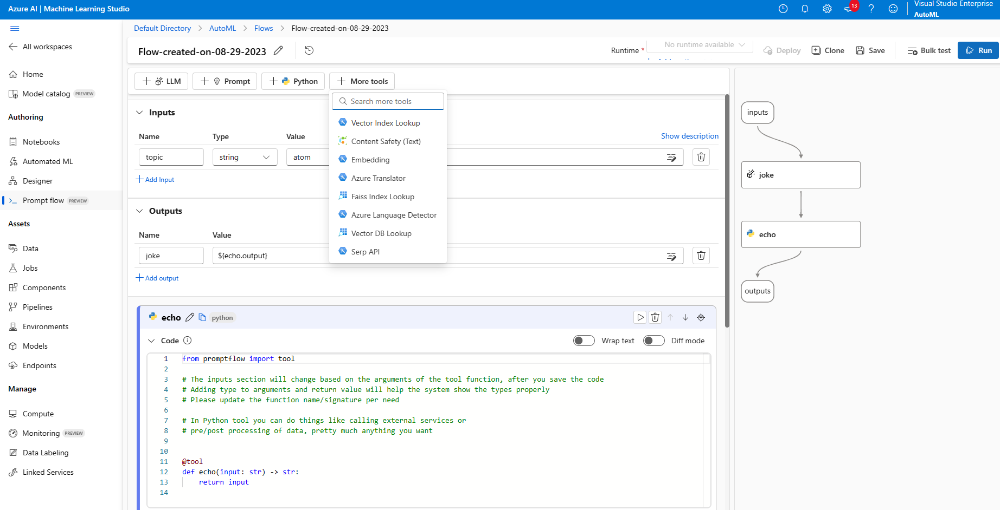 Azure AI | Machine Learning Studio
13
?
Visual Studio Enterprise
AutoML
All workspaces
Home
Model catalog PREVIEW
Authoring
Notebooks
Automated ML
Designer
Prompt flow PREVIEW
Assets
Data
Jobs
Components
Pipelines
Environments
Models
Endpoints
Manage
Compute
Monitoring PREVIEW
Data Labeling
Linked Services
Default Directory > AutoML > Flows > Flow-created-on-08-29-2023
Flow-created-on-08-29-2023
Runtime * No runtime available
Deploy Clone Save Bulk test Run
+ LLM + Prompt + Python + More tools
Search more tools
Vector Index Lookup
Content Safety (Text)
Embedding
Azure Translator
Faiss Index Lookup
Azure Language Detector
Vector DB Lookup
Serp API
Inputs
Name Type Value Show description
topic string atom
+ Add Input
Outputs
Name Value
joke ${echo.output}
+ Add output
echo python
Code Wrap text Diff mode
1 from promptflow import tool
2
3 # The inputs section will change based on the arguments of the tool function, after you save the code
4 # Adding type to arguments and return value will help the system show the types properly
5 # Please update the function name/signature per need
6
7 # In Python tool you can do things like calling external services or
8 # pre/post processing of data, pretty much anything you want
9
10
11 @tool
12 def echo(input: str) -> str:
13 return input
14
inputs
joke
echo
outputs